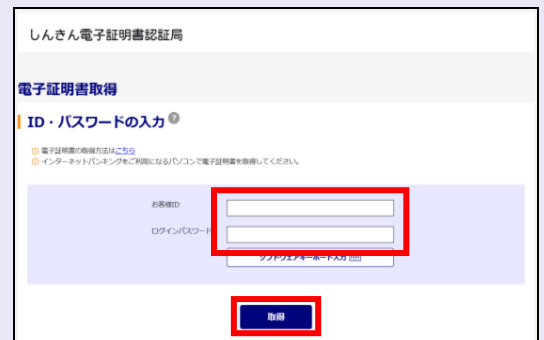 しんきん電子証明書認証局
電子証明書取得
ID・パスワードの入力 ?
電子証明書の取得方法はこちら
インターネットバンキングをご利用になるパソコンで電子証明書を取得してください。
お客様ID
ログインパスワード
ソフトウェアキーボード入力
取得